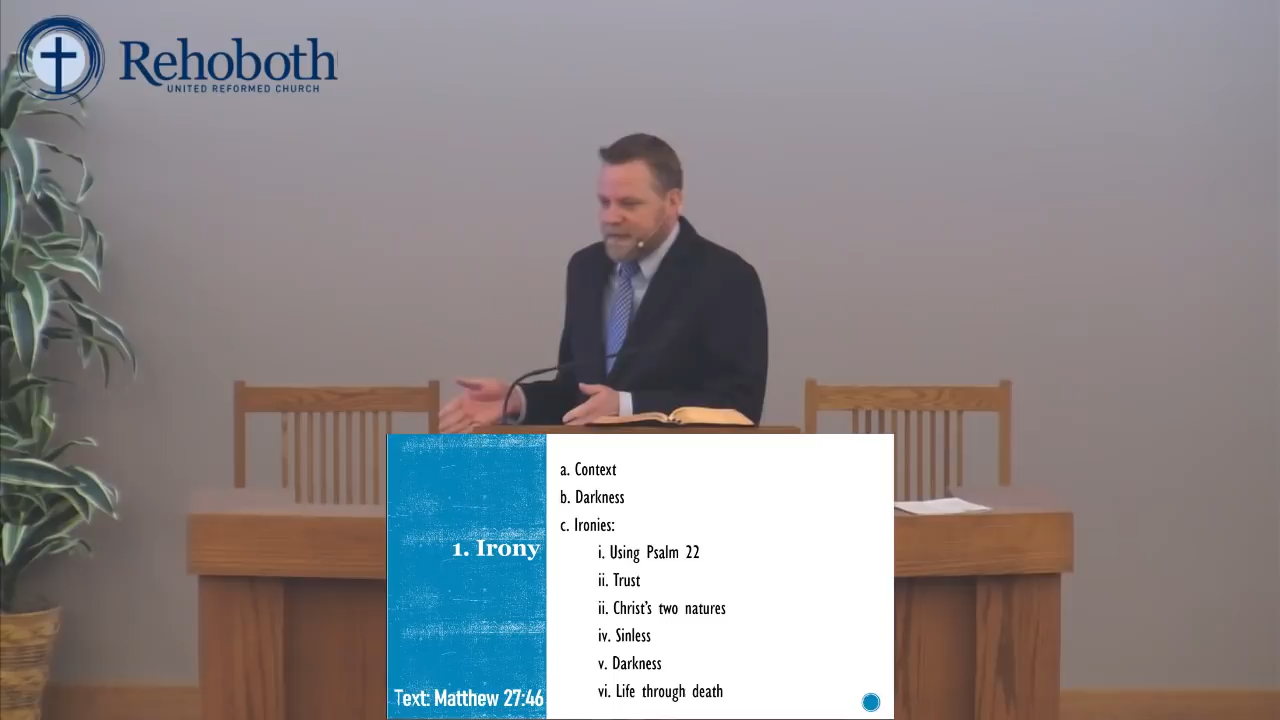 Rehoboth
UNITED REFORMED CHURCH
1. Irony
Text: Matthew 27:46
a. Context
b. Darkness
c. Ironies:
i. Using Psalm 22
ii. Trust
ii. Christ's two natures
iv. Sinless
v. Darkness
vi. Life through death